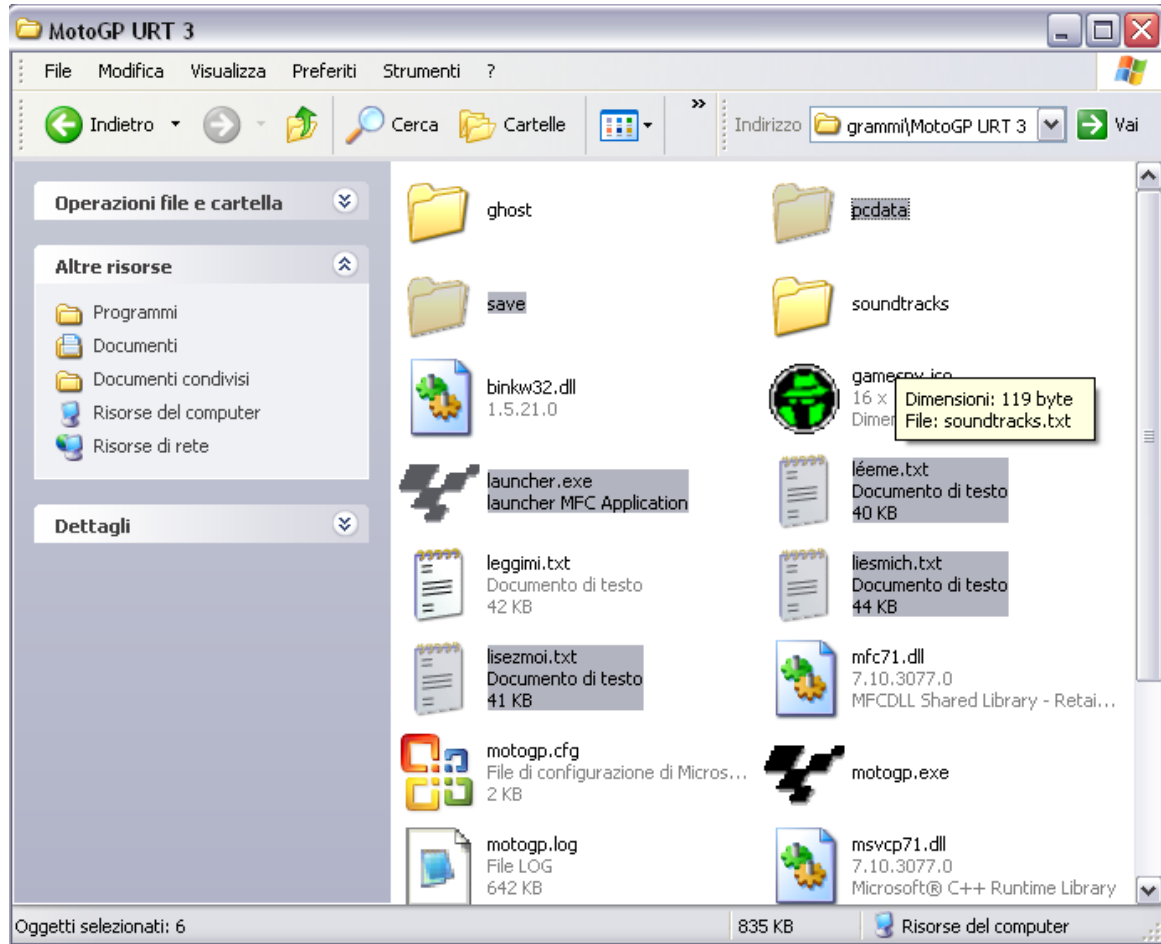 MotoGP URT 3
File Modifica Visualizza Preferiti Strumenti ?
Indietro Cerca Cartelle » Indirizzo grammi\MotoGP URT 3 Vai
Operazioni file e cartella
Altre risorse
Programmi
Documenti
Documenti condivisi
Risorse del computer
Risorse di rete
Dettagli
ghost
pcdata
save
soundtracks
binkw32.dll
1.5.21.0
16 x
Dimensioni: 119 byte
File: soundtracks.txt
launcher.exe
launcher MFC Application
léeme.txt
Documento di testo
40 KB
leggimi.txt
Documento di testo
42 KB
liesmich.txt
Documento di testo
44 KB
lisezmoi.txt
Documento di testo
41 KB
mfc71.dll
7.10.3077.0
MFCDLL Shared Library - Retai...
motogp.cfg
File di configurazione di Micros...
2 KB
motogp.exe
motogp.log
File LOG
642 KB
msvcp71.dll
7.10.3077.0
Microsoft® C++ Runtime Library
Oggetti selezionati: 6 835 KB Risorse del computer